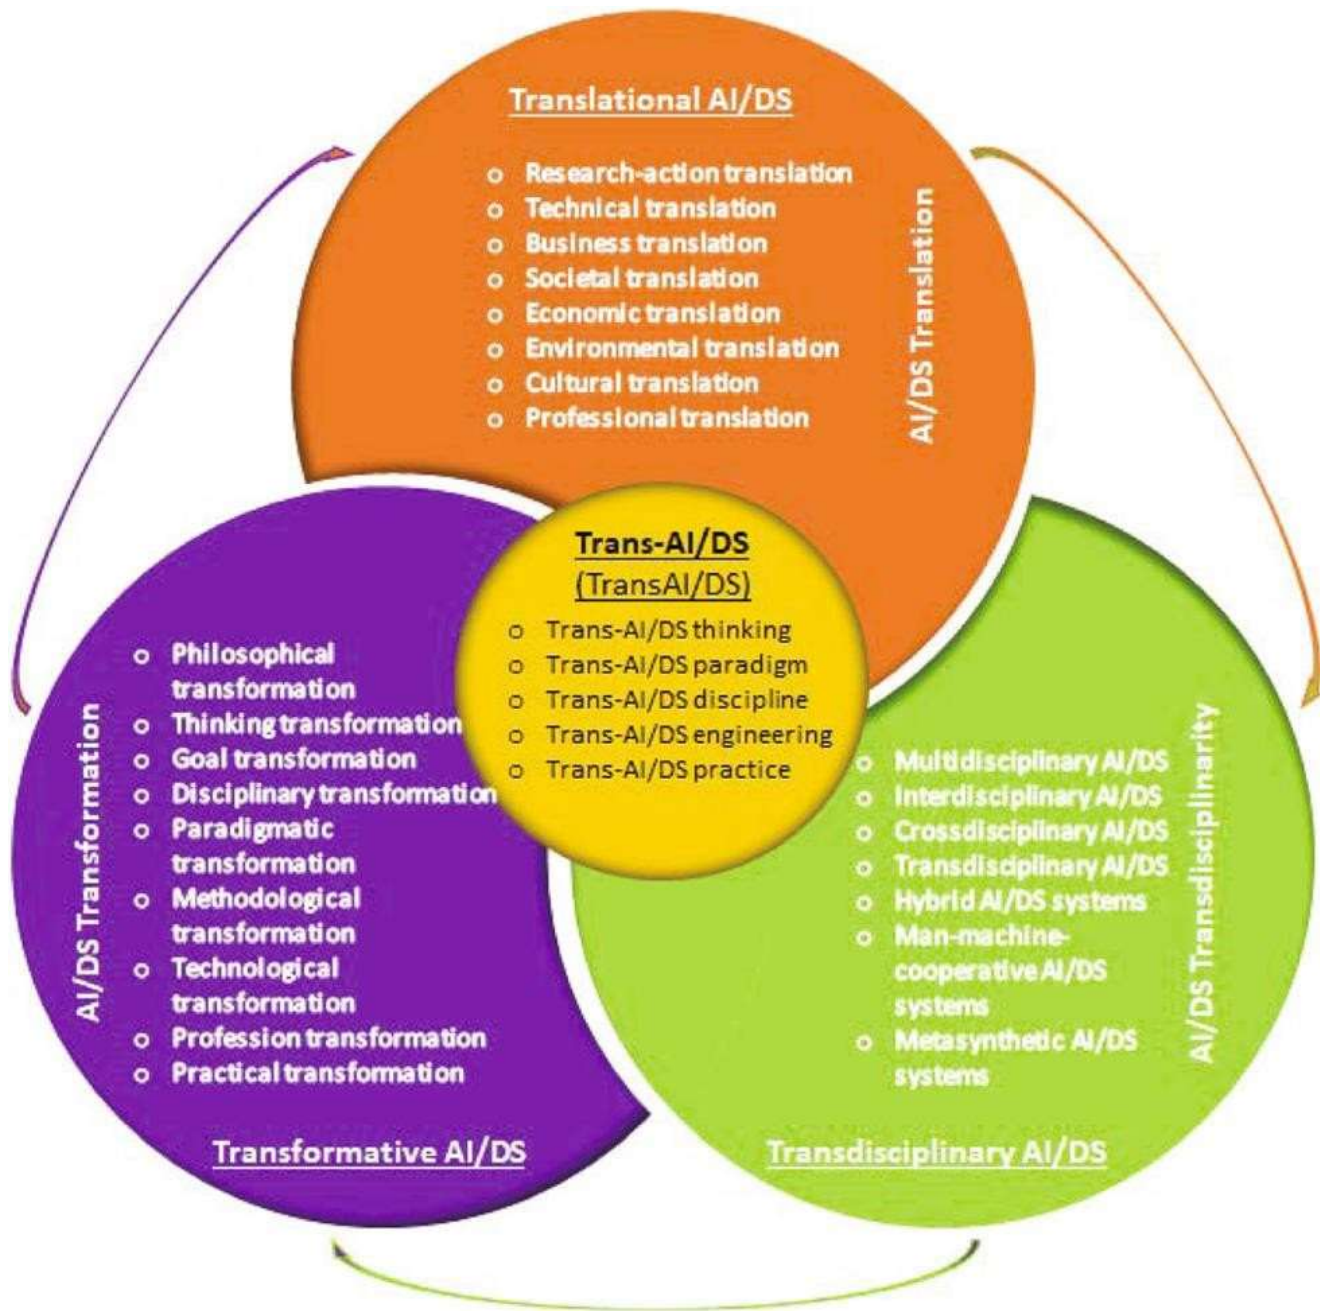 Translational AI/DS
o Research-action translation
o Technical translation
o Business translation
o Societal translation
o Economic translation
o Environmental translation
o Cultural translation
o Professional translation
AI/DS Translation
Trans-AI/DS
(TransAI/DS)
o Trans-AI/DS thinking
o Trans-AI/DS paradigm
o Trans-AI/DS discipline
o Trans-AI/DS engineering
o Trans-AI/DS practice
AI/DS Transformation
o Philosophical
transformation
o Thinking transformation
o Goal transformation
o Disciplinary transformation
o Paradigmatic
transformation
o Methodological
transformation
o Technological
transformation
o Profession transformation
o Practical transformation
Transformative AI/DS
o Multidisciplinary AI/DS
o Interdisciplinary AI/DS
o Crossdisciplinary AI/DS
o Transdisciplinary AI/DS
o Hybrid AI/DS systems
o Man-machine-
cooperative AI/DS
systems
o Metasynthetic AI/DS
systems
AI/DS Transdisciplinarity
Transdisciplinary AI/DS